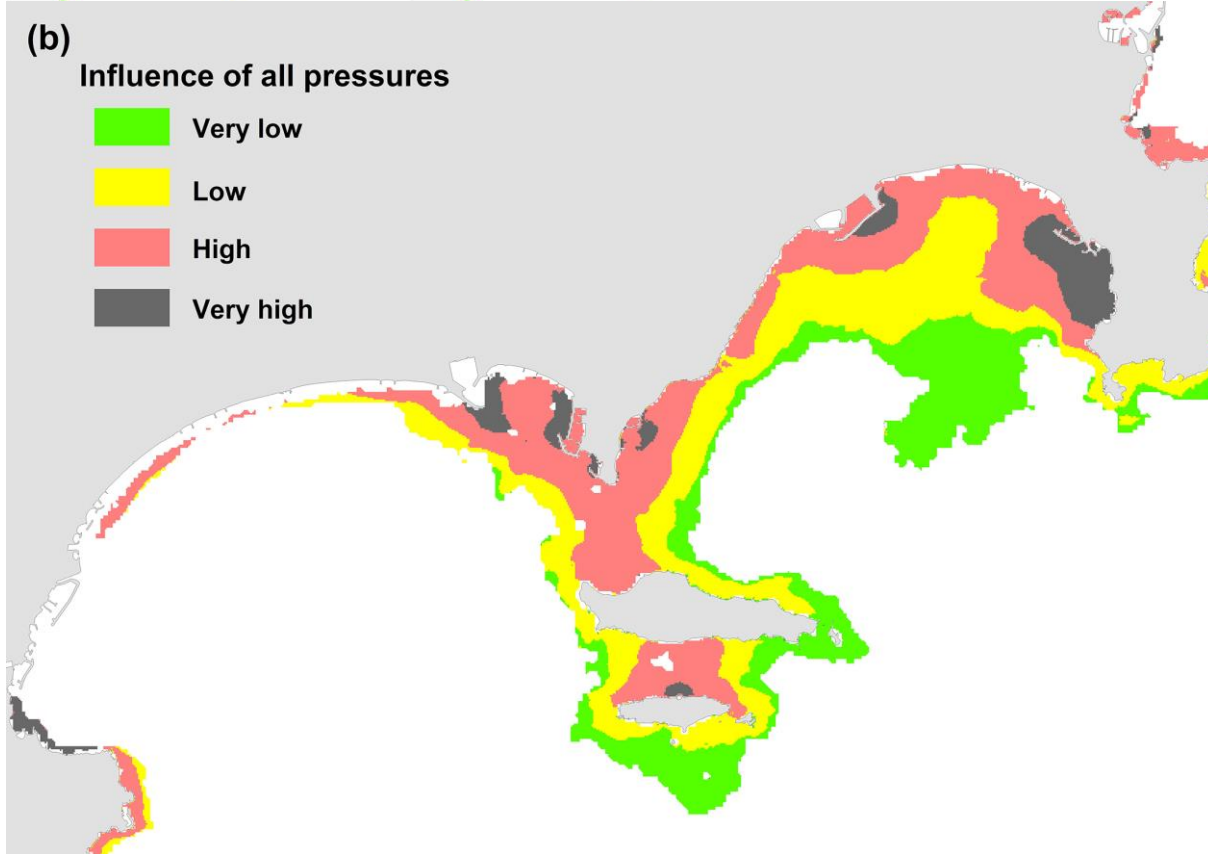 (b)
Influence of all pressures
Very low
Low
High
Very high